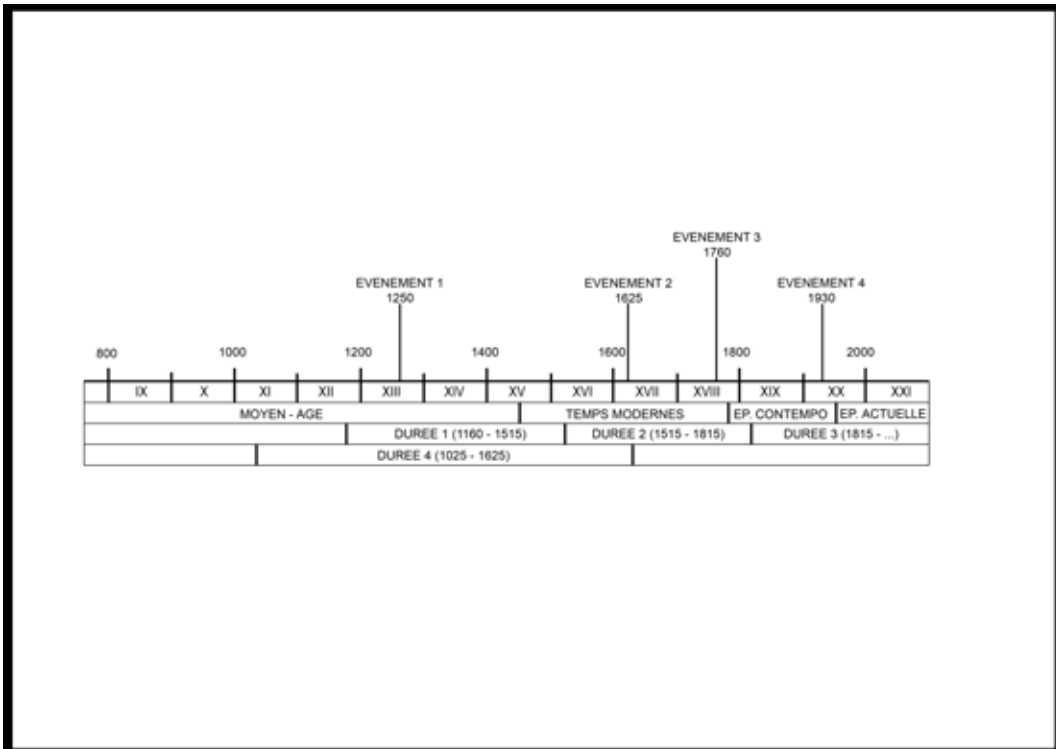 EVENEMENT 3
1760
EVENEMENT 1
1250
EVENEMENT 2
1625
EVENEMENT 4
1930
800 1000 1200 1400 1600 1800 2000
IX X XI XII XIII XIV XV XVI XVII XVIII XIX XX XXI
MOYEN - AGE TEMPS MODERNES EP. CONTEMPO EP. ACTUELLE
DUREE 1 (1160 - 1515) DUREE 2 (1515 - 1815) DUREE 3 (1815 - ...)
DUREE 4 (1025 - 1625)